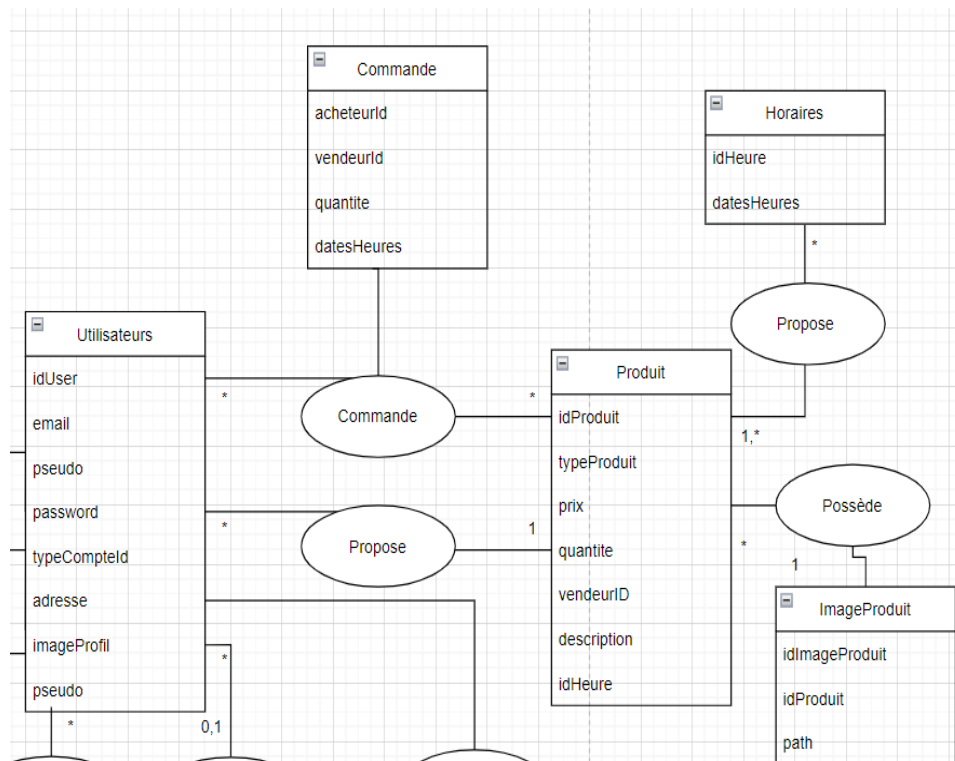 Commande
acheteurId
vendeurId
quantite
datesHeures
Horaires
idHeure
datesHeures
*
Propose
1,*
Utilisateurs
idUser
email
pseudo
password
typeCompteId
adresse
imageProfil
pseudo
*
Commande
*
*
Propose
1
Produit
idProduit
typeProduit
prix
quantite
vendeurID
description
idHeure
Possède
*
1
ImageProduit
idImageProduit
idProduit
path
*
*
0,1